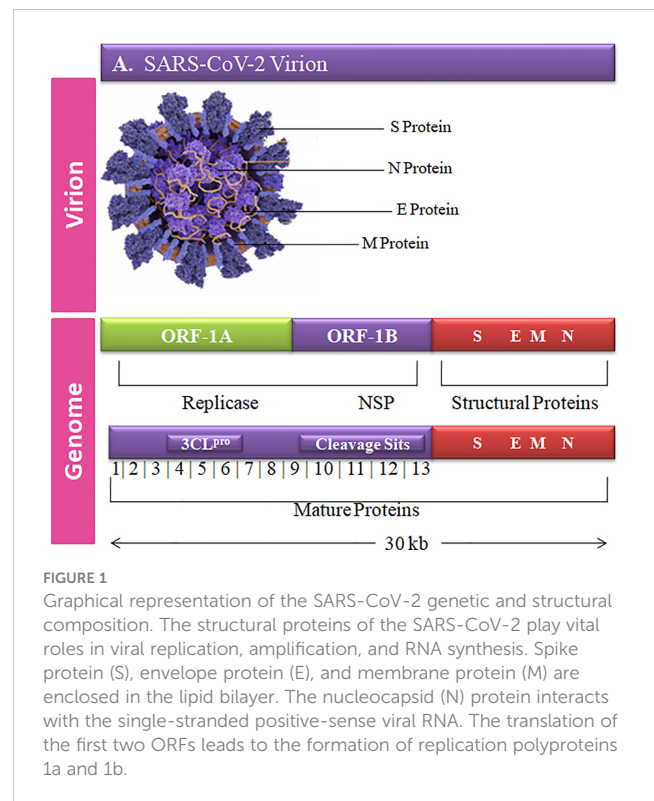 A. SARS-CoV-2 Virion
Virion
S Protein
N Protein
E Protein
M Protein
Genome
ORF-1A ORF-1B S E M N
Replicase NSP Structural Proteins
3CLpro Cleavage Sits S E M N
1|2|3|4|5|6|7|8|9|10|11|12|13
Mature Proteins
30 kb
FIGURE 1
Graphical representation of the SARS-CoV-2 genetic and structural
composition. The structural proteins of the SARS-CoV-2 play vital
roles in viral replication, amplification, and RNA synthesis. Spike
protein (S), envelope protein (E), and membrane protein (M) are
enclosed in the lipid bilayer. The nucleocapsid (N) protein interacts
with the single-stranded positive-sense viral RNA. The translation of
the first two ORFs leads to the formation of replication polyproteins
1a and 1b.